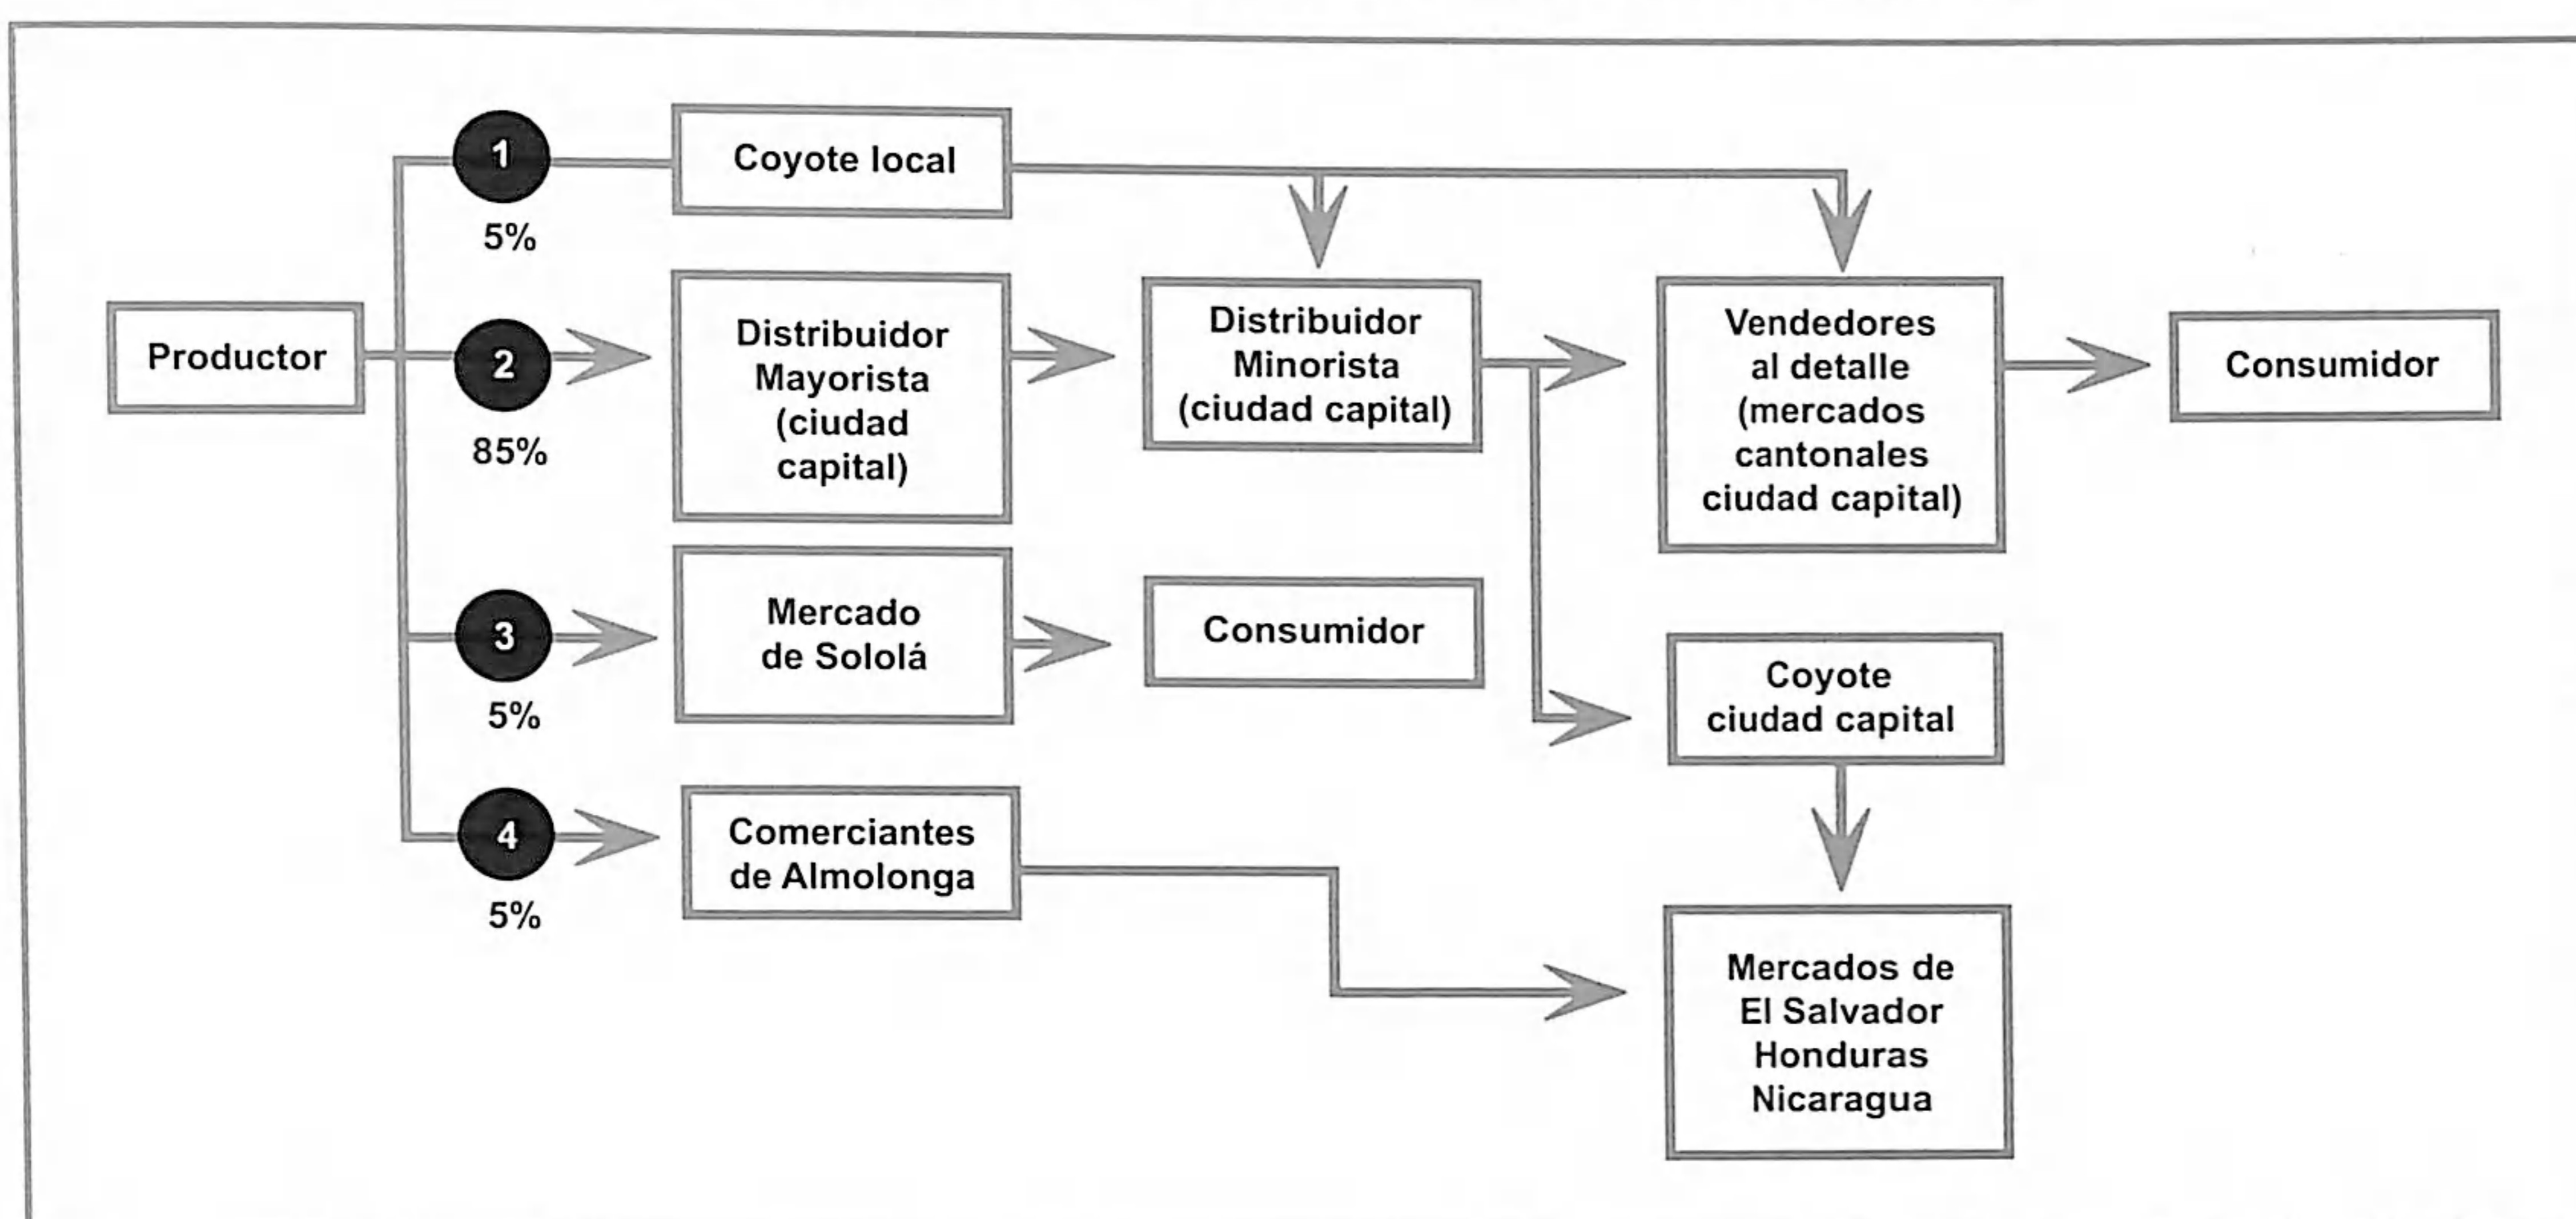 1
Coyote local
5%
Productor
2
85%
Distribuidor
Mayorista
(ciudad
capital)
Distribuidor
Minorista
(ciudad capital)
Vendedores
al detalle
(mercados
cantonales
ciudad capital)
Consumidor
3
5%
Mercado
de Sololá
Consumidor
Coyote
ciudad capital
4
5%
Comerciantes
de Almolonga
Mercados de
El Salvador
Honduras
Nicaragua